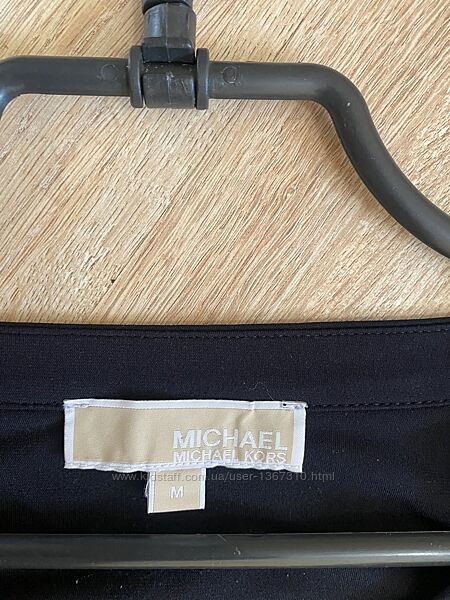 MICHAEL
MICHAEL KORS
www.kidstaff.com.ua/user-1367310.html
M